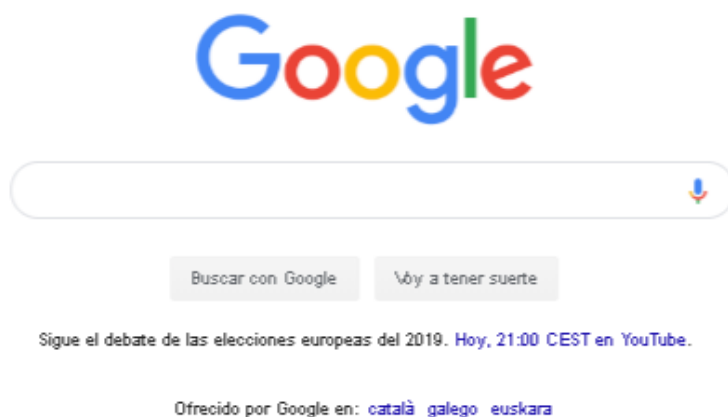 Google
Buscar con Google Voy a tener suerte
Sigue el debate de las elecciones europeas del 2019. Hoy, 21:00 CEST en YouTube.
Ofrecido por Google en: català galego euskara